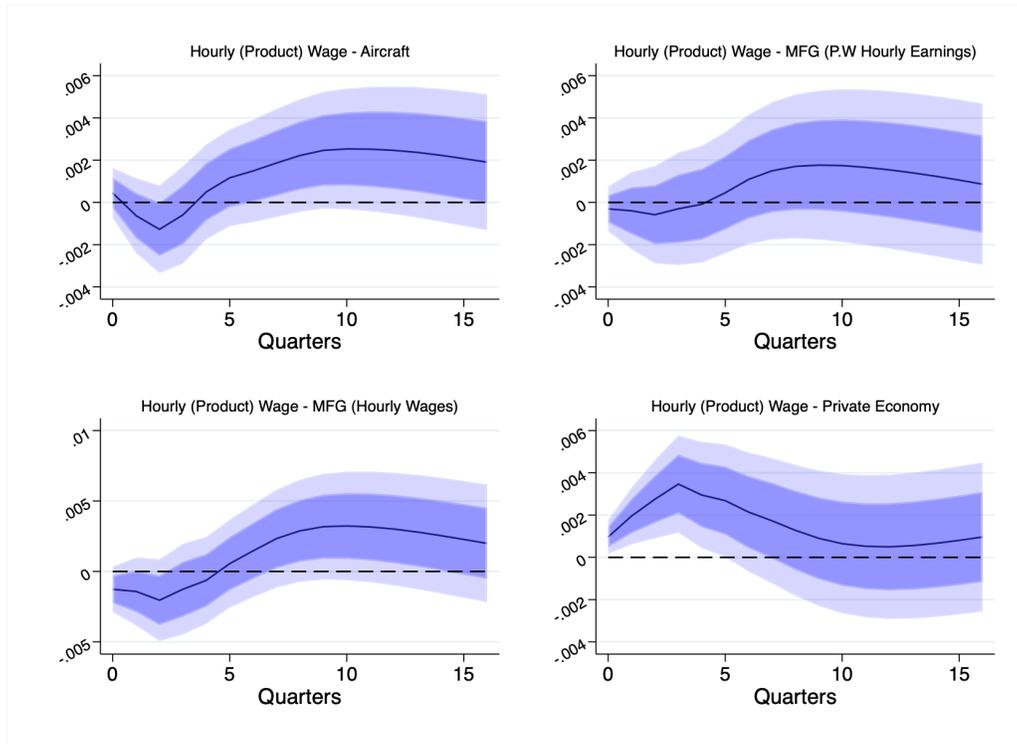 Hourly (Product) Wage - Aircraft
.006
.004
.002
0
-.002
-.004
0 5 10 15
Quarters
Hourly (Product) Wage - MFG (P.W Hourly Earnings)
.006
.004
.002
0
-.002
-.004
0 5 10 15
Quarters
Hourly (Product) Wage - MFG (Hourly Wages)
.01
.005
0
-.005
0 5 10 15
Quarters
Hourly (Product) Wage - Private Economy
.006
.004
.002
0
-.002
-.004
0 5 10 15
Quarters